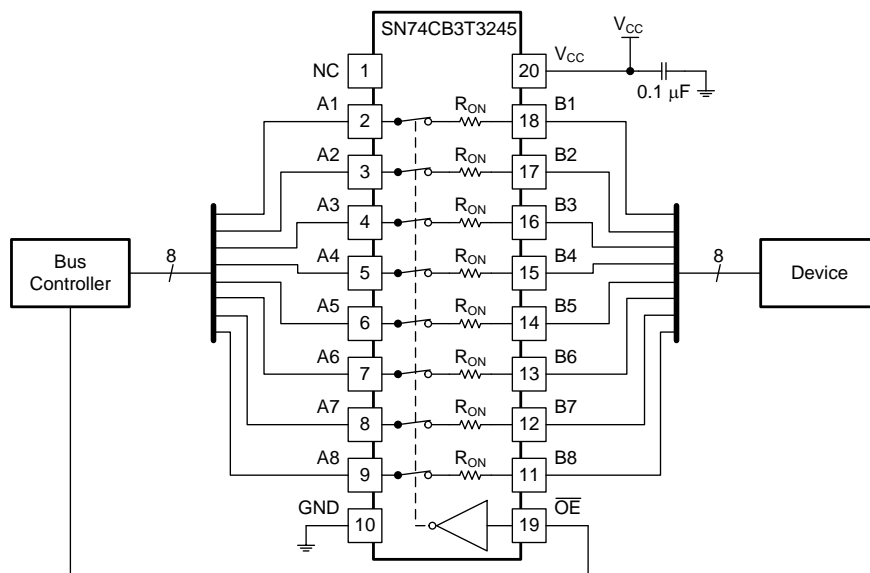 SN74CB3T3245
NC 1 20 VCC VCC
0.1 μF
A1 2 RON 18 B1
A2 3 RON 17 B2
A3 4 RON 16 B3
A4 5 RON 15 B4
A5 6 RON 14 B5
A6 7 RON 13 B6
A7 8 RON 12 B7
A8 9 RON 11 B8
GND 10 19 O̅E̅
Bus
Controller
8
8
Device